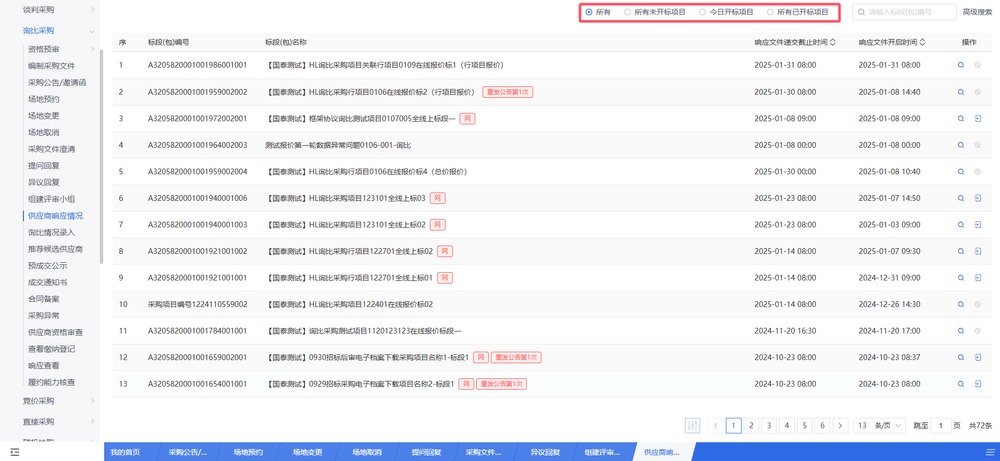 谈判采购
询比采购
资格预审
编制采购文件
采购公告/邀请函
场地预约
场地变更
场地取消
采购文件澄清
提问回复
异议回复
组建评审小组
供应商响应情况
询比情况录入
推荐候选供应商
预成交公示
成交通知书
合同备案
采购异常
供应商资格审查
查看缴纳登记
响应查看
履约能力核查
竞价采购
直接采购
所有 所有未开标项目 今日开标项目 所有已开标项目 请输入标段(包)编号 高级搜索
序 标段(包)编号 标段(包)名称 响应文件递交截止时间 响应文件开启时间 操作
1 A3205820001001986001001 【国泰测试】HL询比采购项目关联行项目0109在线报价标1（行项目报价） 2025-01-31 08:00 2025-01-31 08:00
2 A3205820001001959002002 【国泰测试】HL询比采购行项目0106在线报价标2（行项目报价） 重发公告第1次 2025-01-30 08:00 2025-01-08 14:40
3 A3205820001001972002001 【国泰测试】框架协议询比测试项目0107005全线上标段一 网 2025-01-08 09:00 2025-01-08 09:00
4 A3205820001001964002003 测试报价第一轮数据异常问题0106-001-询比 2025-01-08 00:00 2025-01-08 00:00
5 A3205820001001959002004 【国泰测试】HL询比采购行项目0106在线报价标4（总价报价） 2025-01-30 00:00 2025-01-08 10:40
6 A3205820001001940001006 【国泰测试】HL询比采购项目123101全线上标03 网 2025-01-23 08:00 2025-01-07 14:50
7 A3205820001001940001003 【国泰测试】HL询比采购项目123101全线上标02 网 2025-01-23 08:00 2025-01-03 09:00
8 A3205820001001921001002 【国泰测试】HL询比采购行项目122701全线上标02 网 2025-01-14 08:00 2025-01-07 09:30
9 A3205820001001921001001 【国泰测试】HL询比采购行项目122701全线上标01 网 2025-01-14 08:00 2024-12-31 09:00
10 采购项目编号1224110559002 【国泰测试】HL询比采购项目122401在线报价标02 2025-01-14 08:00 2024-12-26 14:30
11 A3205820001001784001001 【国泰测试】询比采购测试项目1120123123在线报价标段一 2024-11-20 16:30 2024-11-20 17:00
12 A3205820001001659002001 【国泰测试】0930招标后审电子档案下载采购项目名称1-标段1 网 重发公告第1次 2024-10-23 08:00 2024-10-23 08:37
13 A3205820001001654001001 【国泰测试】0929招标采购电子档案下载项目名称2-标段1 网 重发公告第1次 2024-10-23 08:00 2024-10-23 08:00
1 2 3 4 5 6 13 条/页 跳至 1 页 共72条
我的首页 采购公告/... 场地预约 场地变更 场地取消 提问回复 采购文件... 异议回复 组建评审... 供应商响...